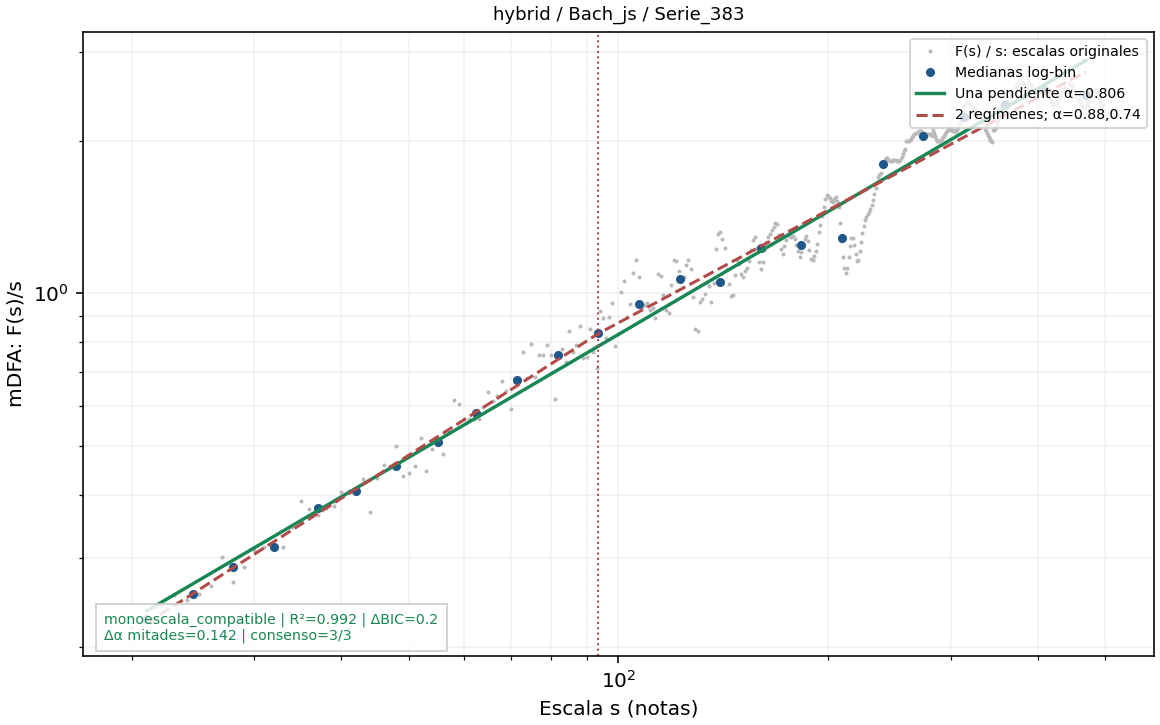 hybrid / Bach_js / Serie_383
F(s) / s: escalas originales
Medianas log-bin
Una pendiente α=0.806
2 regímenes; α=0.88,0.74
mDFA: F(s)/s
10⁰
monoescala_compatible | R²=0.992 | ΔBIC=0.2
Δα mitades=0.142 | consenso=3/3
10²
Escala s (notas)